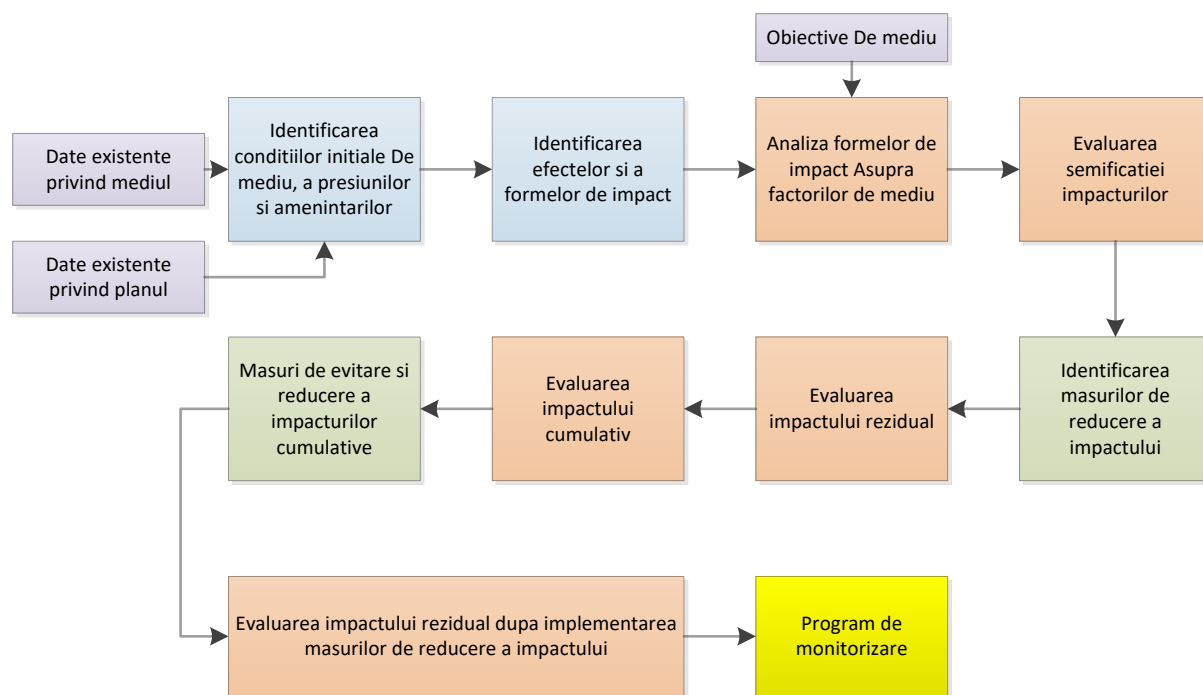 Obiective De mediu
Date existente
privind mediul
Identificarea
conditiilor initiale De
mediu, a presiunilor
si amenintarilor
Identificarea
efectelor si a
formelor de impact
Analiza formelor de
impact Asupra
factorilor de mediu
Evaluarea
semificatiei
impacturilor
Date existente
privind planul
Masuri de evitare si
reducere a
impacturilor
cumulative
Evaluarea
impactului
cumulativ
Evaluarea
impactului rezidual
Identificarea
masurilor de
reducere a
impactului
Evaluarea impactului rezidual dupa implementarea
masurilor de reducere a impactului
Program de
monitorizare